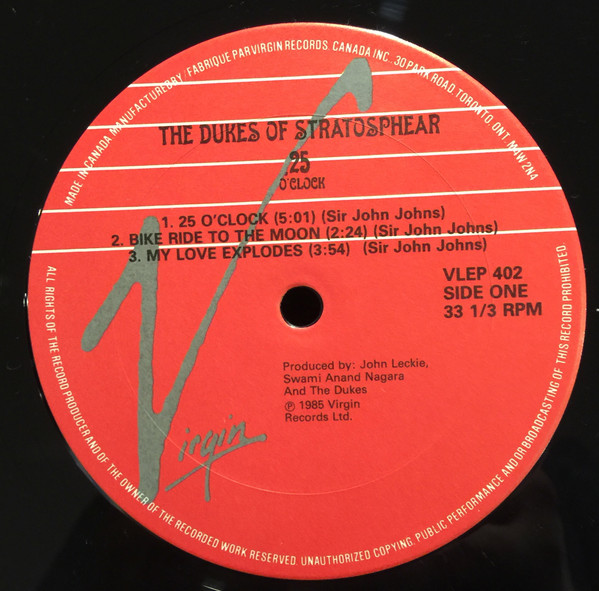 MADE IN CANADA MANUFACTURED BY / FABRIQUE PAR VIRGIN RECORDS CANADA INC. 30 PARK ROAD TORONTO, ONT. M4W 2N4
THE DUKES OF STRATOSPHEAR
25
O'CLOCK
1. 25 O'CLOCK (5:01) (Sir John Johns)
2. BIKE RIDE TO THE MOON (2:24) (Sir John Johns)
3. MY LOVE EXPLODES (3:54) (Sir John Johns)
VLEP 402
SIDE ONE
33 1/3 RPM
Produced by: John Leckie,
Swami Anand Nagara
And The Dukes
℗ 1985 Virgin
Records Ltd.
Virgin
ALL RIGHTS OF THE RECORD PRODUCER AND OF THE OWNER OF THE RECORDED WORK RESERVED. UNAUTHORIZED COPYING, PUBLIC PERFORMANCE AND/OR BROADCASTING OF THIS RECORD PROHIBITED